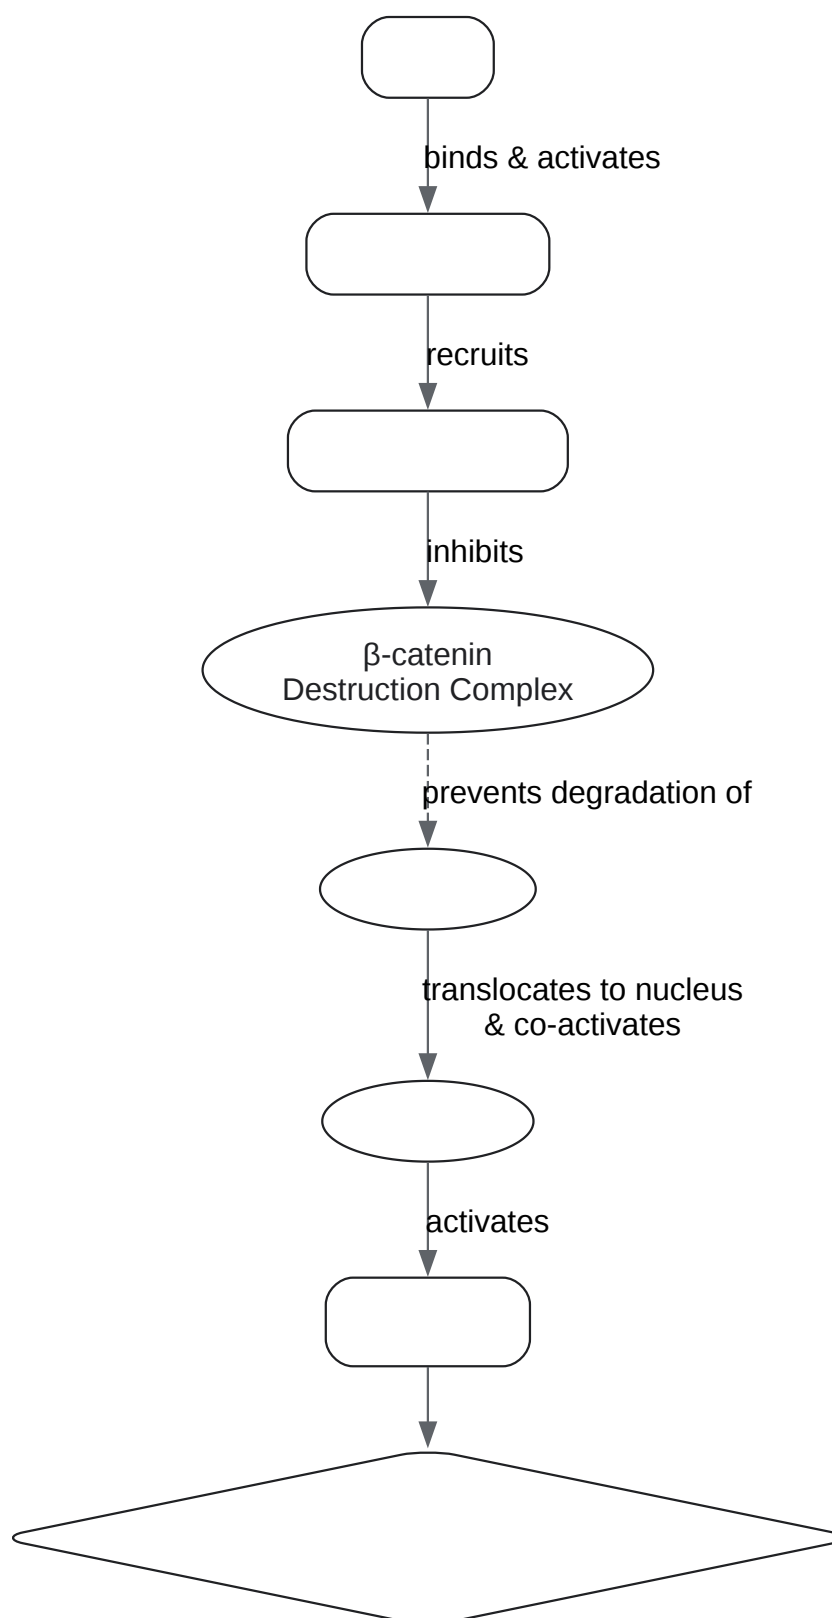 binds & activates
recruits
inhibits
β-catenin
Destruction Complex
prevents degradation of
translocates to nucleus
& co-activates
activates